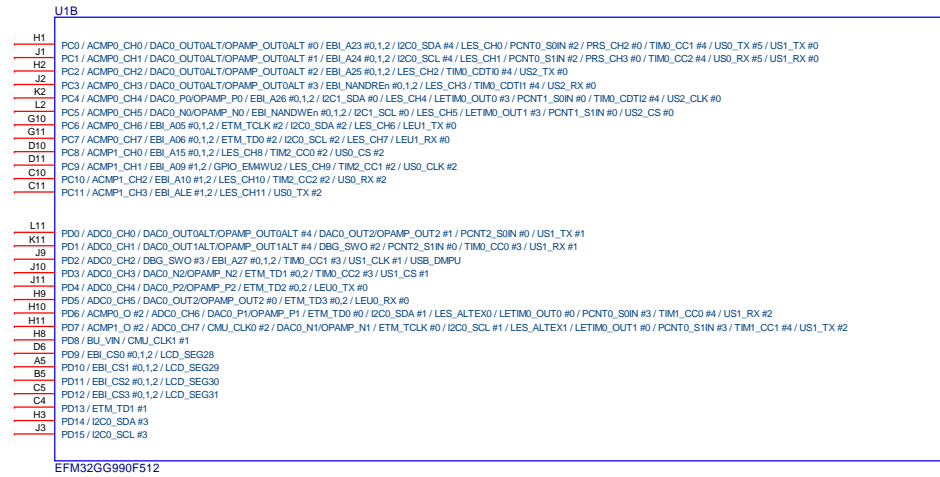 U1B
H1 PC0 / ACMP0_CH0 / DAC0_OUT0ALT/OPAMP_OUT0ALT #0 / EBI_A23 #0,1,2 / I2C0_SDA #4 / LES_CH0 / PCNT0_S0IN #2 / PRS_CH2 #0 / TIM0_CC1 #4 / US0_TX #5 / US1_TX #0
J1 PC1 / ACMP0_CH1 / DAC0_OUT0ALT/OPAMP_OUT0ALT #1 / EBI_A24 #0,1,2 / I2C0_SCL #4 / LES_CH1 / PCNT0_S1IN #2 / PRS_CH3 #0 / TIM0_CC2 #4 / US0_RX #5 / US1_RX #0
H2 PC2 / ACMP0_CH2 / DAC0_OUT0ALT/OPAMP_OUT0ALT #2 / EBI_A25 #0,1,2 / LES_CH2 / TIM0_CDTI0 #4 / US2_TX #0
J2 PC3 / ACMP0_CH3 / DAC0_OUT0ALT/OPAMP_OUT0ALT #3 / EBI_NANDREn #0,1,2 / LES_CH3 / TIM0_CDTI1 #4 / US2_RX #0
K2 PC4 / ACMP0_CH4 / DAC0_P0/OPAMP_P0 / EBI_A26 #0,1,2 / I2C1_SDA #0 / LES_CH4 / LETIM0_OUT0 #3 / PCNT1_S0IN #0 / TIM0_CDTI2 #4 / US2_CLK #0
L2 PC5 / ACMP0_CH5 / DAC0_N0/OPAMP_N0 / EBI_NANDWEn #0,1,2 / I2C1_SCL #0 / LES_CH5 / LETIM0_OUT1 #3 / PCNT1_S1IN #0 / US2_CS #0
G10 PC6 / ACMP0_CH6 / EBI_A05 #0,1,2 / ETM_TCLK #2 / I2C0_SDA #2 / LES_CH6 / LEU1_TX #0
G11 PC7 / ACMP0_CH7 / EBI_A06 #0,1,2 / ETM_TD0 #2 / I2C0_SCL #2 / LES_CH7 / LEU1_RX #0
D10 PC8 / ACMP1_CH0 / EBI_A15 #0,1,2 / LES_CH8 / TIM2_CC0 #2 / US0_CS #2
D11 PC9 / ACMP1_CH1 / EBI_A09 #1,2 / GPIO_EM4WU2 / LES_CH9 / TIM2_CC1 #2 / US0_CLK #2
C10 PC10 / ACMP1_CH2 / EBI_A10 #1,2 / LES_CH10 / TIM2_CC2 #2 / US0_RX #2
C11 PC11 / ACMP1_CH3 / EBI_ALE #1,2 / LES_CH11 / US0_TX #2
L11 PD0 / ADC0_CH0 / DAC0_OUT0ALT/OPAMP_OUT0ALT #4 / DAC0_OUT2/OPAMP_OUT2 #1 / PCNT2_S0IN #0 / US1_TX #1
K11 PD1 / ADC0_CH1 / DAC0_OUT1ALT/OPAMP_OUT1ALT #4 / DBG_SWO #2 / PCNT2_S1IN #0 / TIM0_CC0 #3 / US1_RX #1
J9 PD2 / ADC0_CH2 / DBG_SWO #3 / EBI_A27 #0,1,2 / TIM0_CC1 #3 / US1_CLK #1 / USB_DMPU
J10 PD3 / ADC0_CH3 / DAC0_N2/OPAMP_N2 / ETM_TD1 #0,2 / TIM0_CC2 #3 / US1_CS #1
J11 PD4 / ADC0_CH4 / DAC0_P2/OPAMP_P2 / ETM_TD2 #0,2 / LEU0_TX #0
H9 PD5 / ADC0_CH5 / DAC0_OUT2/OPAMP_OUT2 #0 / ETM_TD3 #0,2 / LEU0_RX #0
H10 PD6 / ACMP0_O #2 / ADC0_CH6 / DAC0_P1/OPAMP_P1 / ETM_TD0 #0 / I2C0_SDA #1 / LES_ALTEX0 / LETIM0_OUT0 #0 / PCNT0_S0IN #3 / TIM1_CC0 #4 / US1_RX #2
H11 PD7 / ACMP1_O #2 / ADC0_CH7 / CMU_CLK0 #2 / DAC0_N1/OPAMP_N1 / ETM_TCLK #0 / I2C0_SCL #1 / LES_ALTEX1 / LETIM0_OUT1 #0 / PCNT0_S1IN #3 / TIM1_CC1 #4 / US1_TX #2
H8 PD8 / BU_VIN / CMU_CLK1 #1
D6 PD9 / EBI_CS0 #0,1,2 / LCD_SEG28
A5 PD10 / EBI_CS1 #0,1,2 / LCD_SEG29
B5 PD11 / EBI_CS2 #0,1,2 / LCD_SEG30
C5 PD12 / EBI_CS3 #0,1,2 / LCD_SEG31
C4 PD13 / ETM_TD1 #1
H3 PD14 / I2C0_SDA #3
J3 PD15 / I2C0_SCL #3
EFM32GG990F512